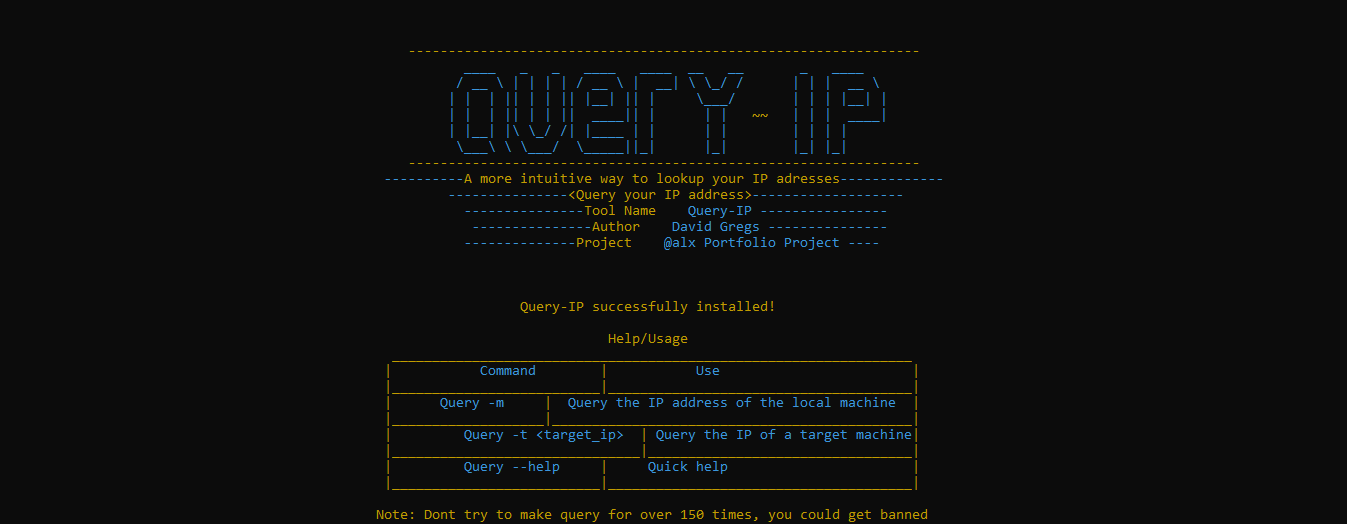 QUerY ~~ IP
A more intuitive way to lookup your IP adresses
<Query your IP address>
Tool Name Query-IP
Author David Gregs
Project @alx Portfolio Project
Query-IP successfully installed!
Help/Usage
Command Use
Query -m Query the IP address of the local machine
Query -t <target_ip> Query the IP of a target machine
Query --help Quick help
Note: Dont try to make query for over 150 times, you could get banned